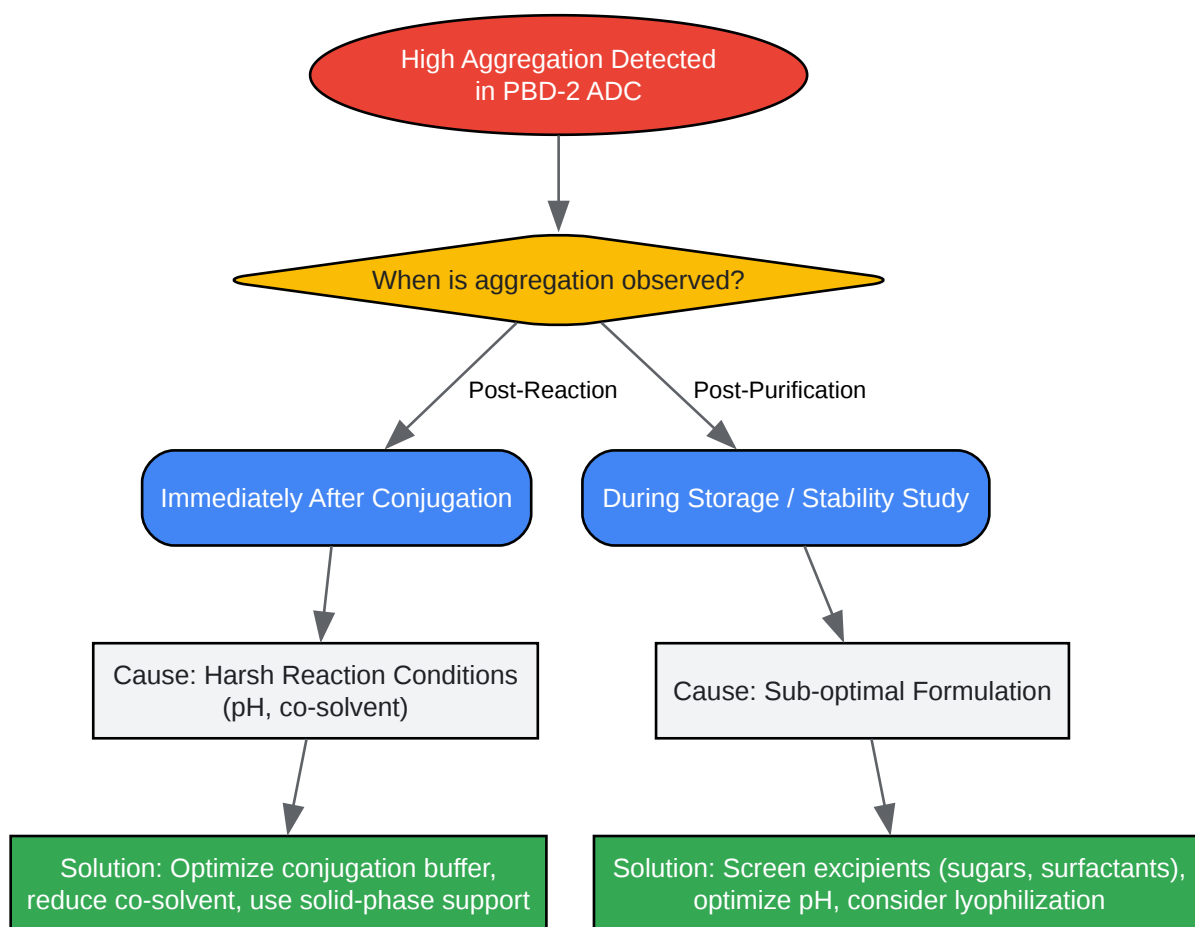 High Aggregation Detected
in PBD-2 ADC
When is aggregation observed?
Post-Reaction
Post-Purification
Immediately After Conjugation
During Storage / Stability Study
Cause: Harsh Reaction Conditions
(pH, co-solvent)
Cause: Sub-optimal Formulation
Solution: Optimize conjugation buffer,
reduce co-solvent, use solid-phase support
Solution: Screen excipients (sugars, surfactants),
optimize pH, consider lyophilization